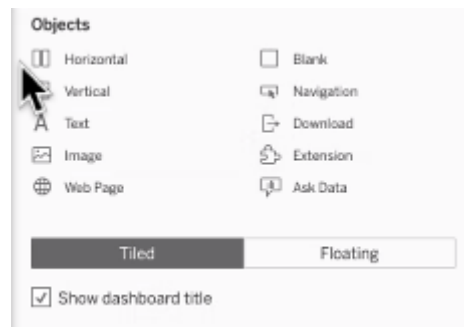 Objects
Horizontal Blank
Vertical Navigation
Text Download
Image Extension
Web Page Ask Data
Tiled Floating
Show dashboard title